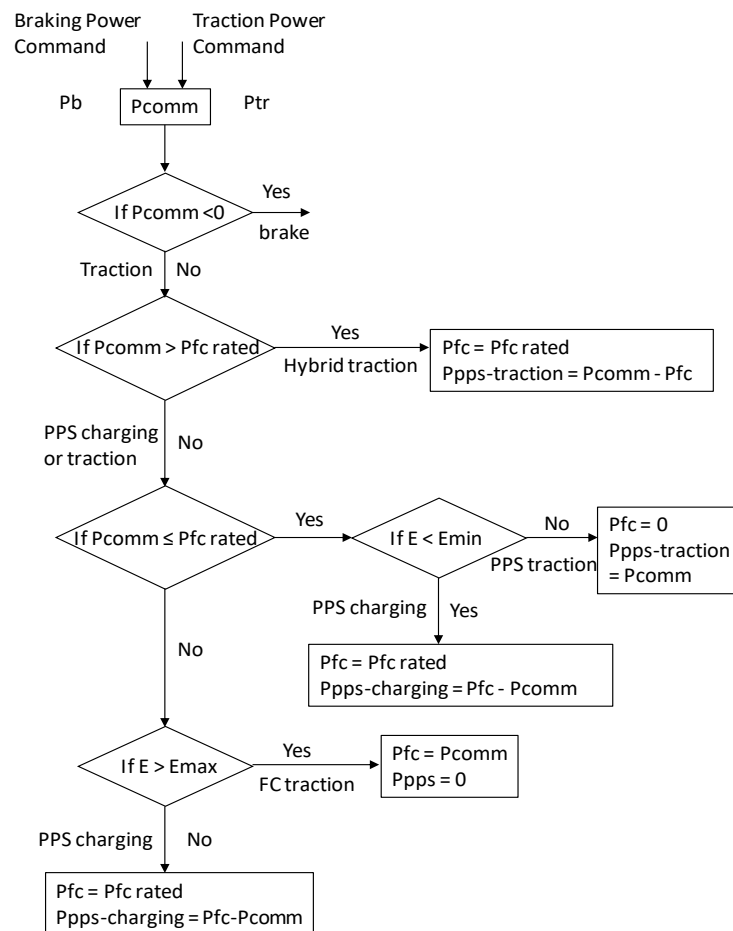 Braking Power
Command
Traction Power
Command
Pb
Pcomm
Ptr
If Pcomm <0
Yes
brake
Traction
No
If Pcomm > Pfc rated
Yes
Hybrid traction
Pfc = Pfc rated
Ppps-traction = Pcomm - Pfc
PPS charging
or traction
No
If Pcomm ≤ Pfc rated
Yes
If E < Emin
No
PPS traction
Pfc = 0
Ppps-traction
= Pcomm
PPS charging
Yes
No
Pfc = Pfc rated
Ppps-charging = Pfc - Pcomm
If E > Emax
Yes
FC traction
Pfc = Pcomm
Ppps = 0
PPS charging
No
Pfc = Pfc rated
Ppps-charging = Pfc-Pcomm